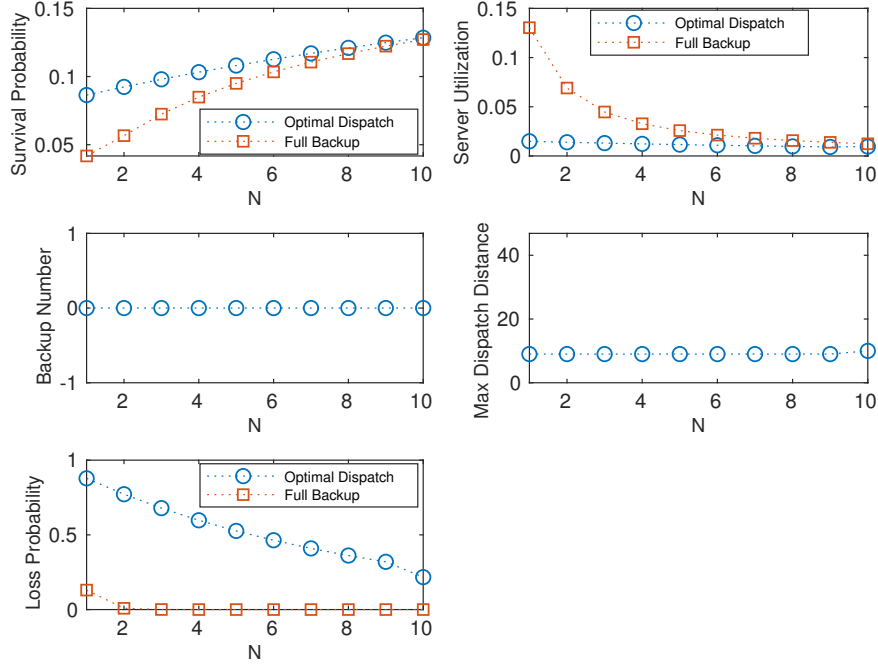 0.15
0.1
0.05
Survival Probability
Optimal Dispatch
Full Backup
2
4
6
8
10
N
0.15
0.1
0.05
0
Server Utilization
Optimal Dispatch
Full Backup
2
4
6
8
10
N
1
0
-1
Backup Number
2
4
6
8
10
N
40
20
0
Max Dispatch Distance
2
4
6
8
10
N
1
0.5
0
Loss Probability
Optimal Dispatch
Full Backup
2
4
6
8
10
N